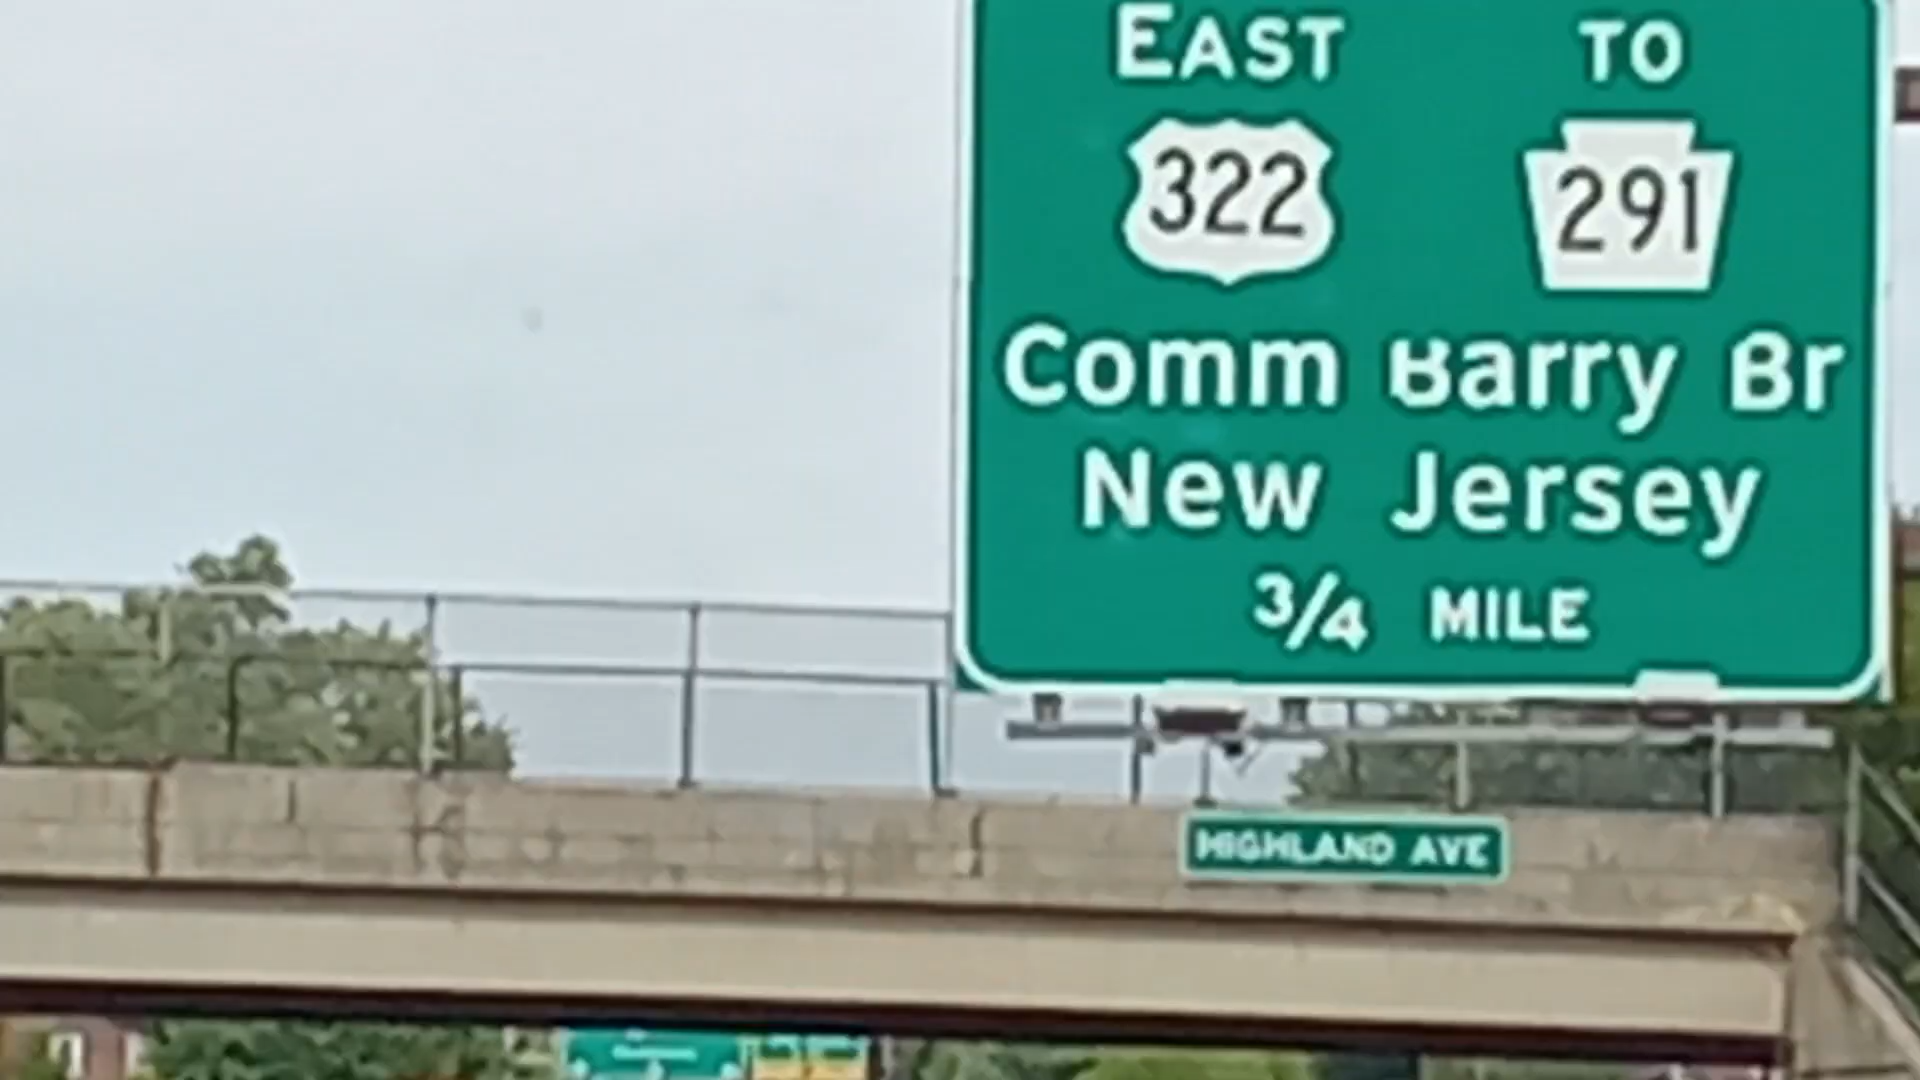 EAST TO
322 291
Comm Barry Br
New Jersey
3/4 MILE
HIGHLAND AVE